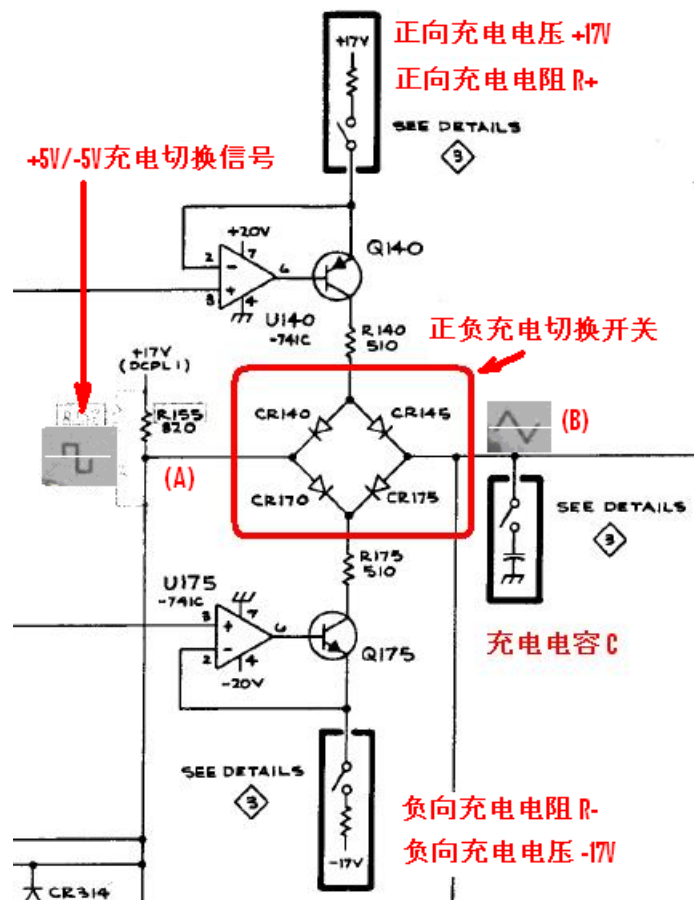 +17V
正向充电电压 +17V
正向充电电阻 R+
SEE DETAILS
3
+5V/-5V充电切换信号
+20V
7
2
-
6
+
3
4
Q140
U140
-741C
R140
510
正负充电切换开关
+17V
(DCPL1)
R155
820
(A)
CR140
CR145
CR170
CR175
(B)
SEE DETAILS
3
R175
510
U175
-741C
7
3
+
6
-
2
4
-20V
Q175
充电电容 C
SEE DETAILS
3
-17V
负向充电电阻 R-
负向充电电压 -17V
CR314